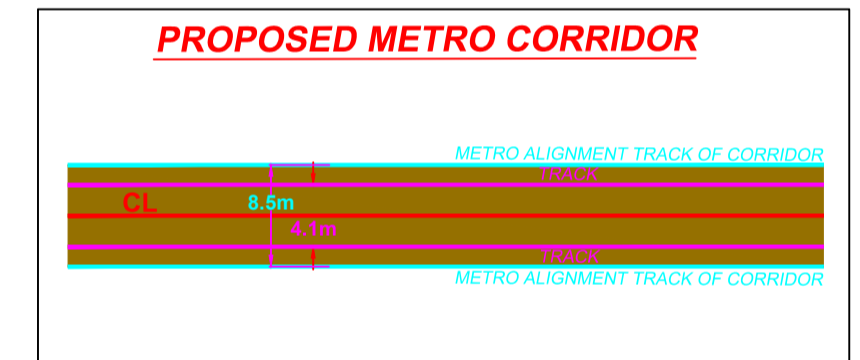 PROPOSED METRO CORRIDOR
METRO ALIGNMENT TRACK OF CORRIDOR
TRACK
CL
8.5m
4.1m
TRACK
METRO ALIGNMENT TRACK OF CORRIDOR